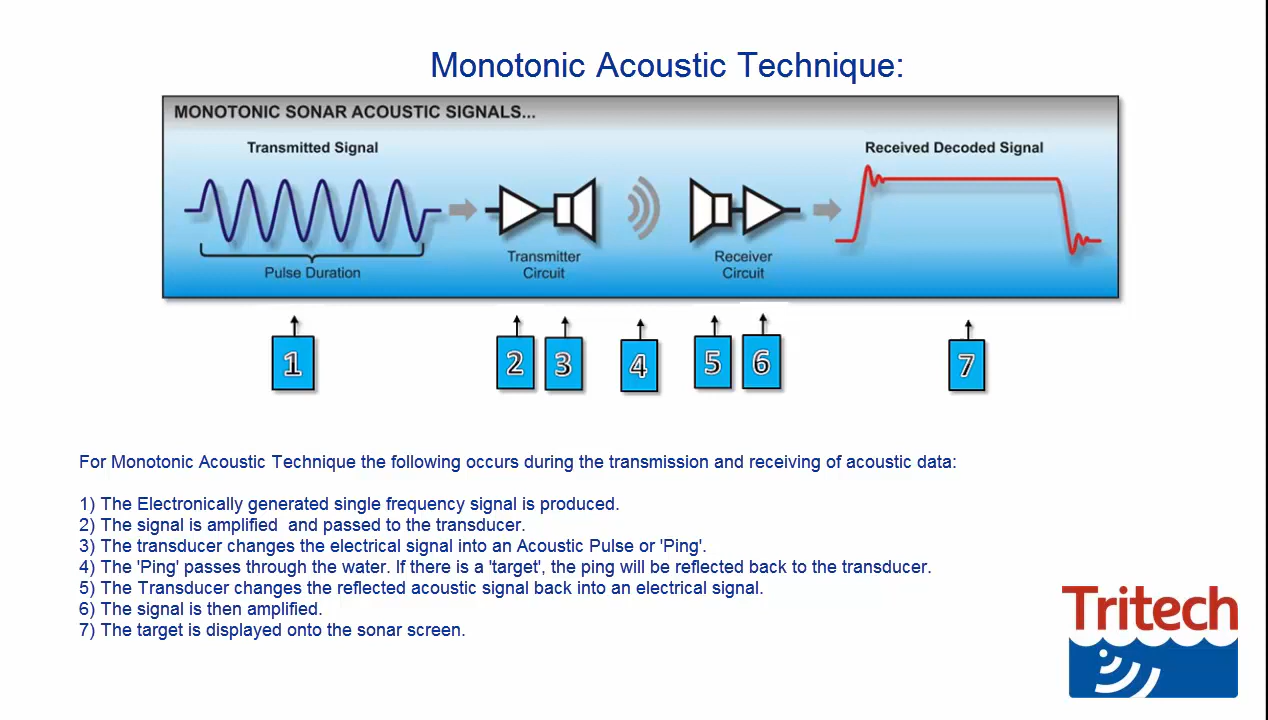 Monotonic Acoustic Technique:
MONOTONIC SONAR ACOUSTIC SIGNALS...
Transmitted Signal
Received Decoded Signal
Pulse Duration
Transmitter
Circuit
Receiver
Circuit
1
2
3
4
5
6
7
For Monotonic Acoustic Technique the following occurs during the transmission and receiving of acoustic data:
1) The Electronically generated single frequency signal is produced.
2) The signal is amplified  and passed to the transducer.
3) The transducer changes the electrical signal into an Acoustic Pulse or 'Ping'.
4) The 'Ping' passes through the water. If there is a 'target', the ping will be reflected back to the transducer.
5) The Transducer changes the reflected acoustic signal back into an electrical signal.
6) The signal is then amplified.
7) The target is displayed onto the sonar screen.
Tritech